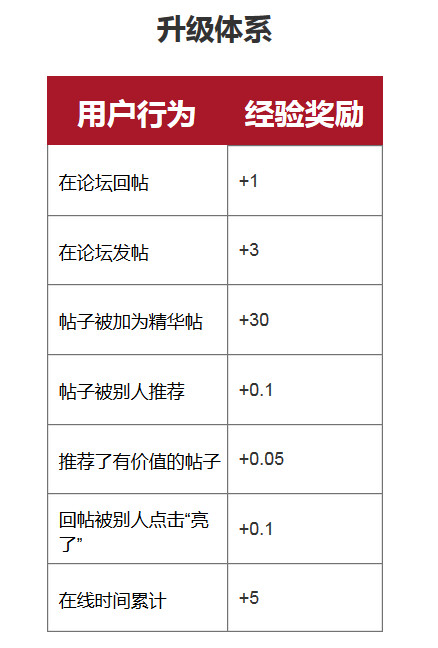 升级体系
用户行为 经验奖励
在论坛回帖 +1
在论坛发帖 +3
帖子被加为精华帖 +30
帖子被别人推荐 +0.1
推荐了有价值的帖子 +0.05
回帖被别人点击“亮
了” +0.1
在线时间累计 +5